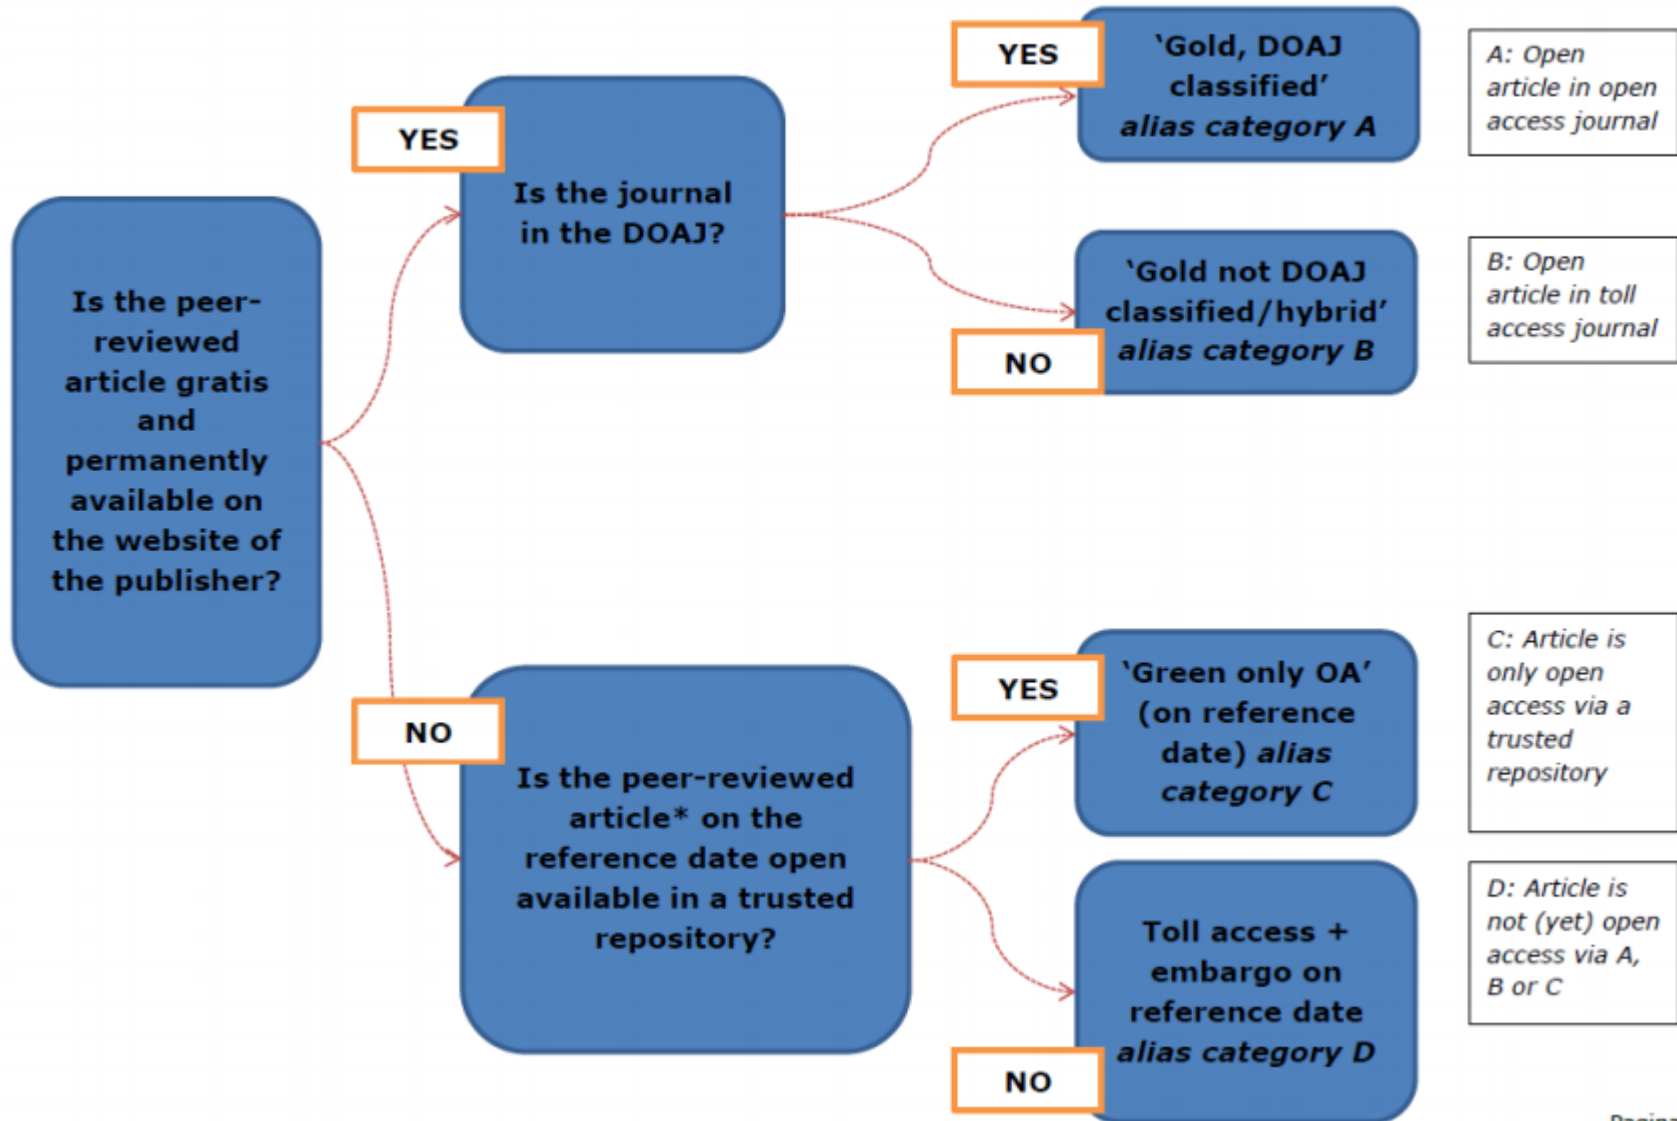 Is the peer-
reviewed
article gratis
and
permanently
available on
the website of
the publisher?
YES
Is the journal
in the DOAJ?
YES
‘Gold, DOAJ
classified’
alias category A
A: Open
article in open
access journal
NO
‘Gold not DOAJ
classified/hybrid’
alias category B
B: Open
article in toll
access journal
NO
Is the peer-reviewed
article* on the
reference date open
available in a trusted
repository?
YES
‘Green only OA’
(on reference
date) alias
category C
C: Article is
only open
access via a
trusted
repository
NO
Toll access +
embargo on
reference date
alias category D
D: Article is
not (yet) open
access via A,
B or C